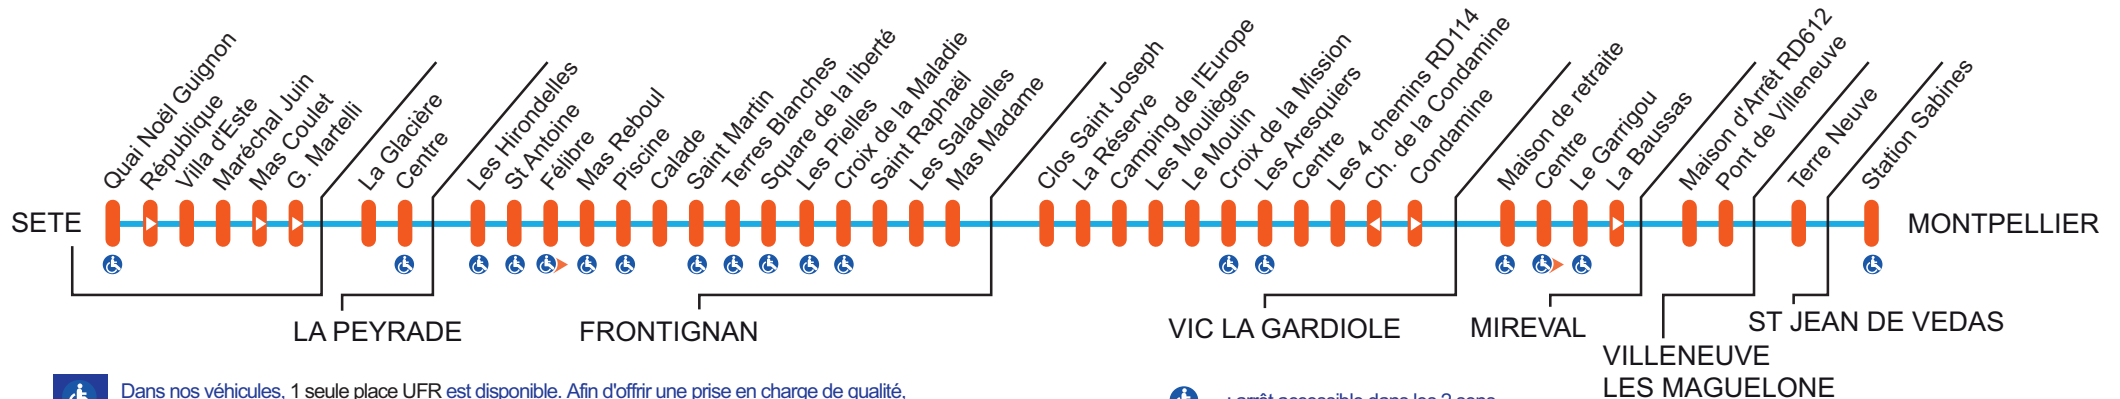 Quai Noël Guignon
République
Villa d'Este
Maréchal Juin
Mas Coulet
G. Martelli
La Glacière
Centre
Les Hirondelles
St Antoine
Félibre
Mas Reboul
Piscine
Calade
Saint Martin
Terres Blanches
Square de la liberté
Les Pielles
Croix de la Maladie
Saint Raphaël
Les Saladelles
Mas Madame
Clos Saint Joseph
La Réserve
Camping de l'Europe
Les Moulièges
Le Moulin
Croix de la Mission
Les Aresquiers
Centre
Les 4 chemins RD114
Ch. de la Condamine
Condamine
Maison de retraite
Centre
Le Garrigou
La Baussas
Maison d'Arrêt RD612
Pont de Villeneuve
Terre Neuve
Station Sabines
SETE
MONTPELLIER
LA PEYRADE
FRONTIGNAN
VIC LA GARDIOLE
MIREVAL
VILLENEUVE
LES MAGUELONE
ST JEAN DE VEDAS
Dans nos véhicules, 1 seule place UFR est disponible. Afin d'offrir une prise en charge de qualité,
: arrêt accessible dans les 2 sens